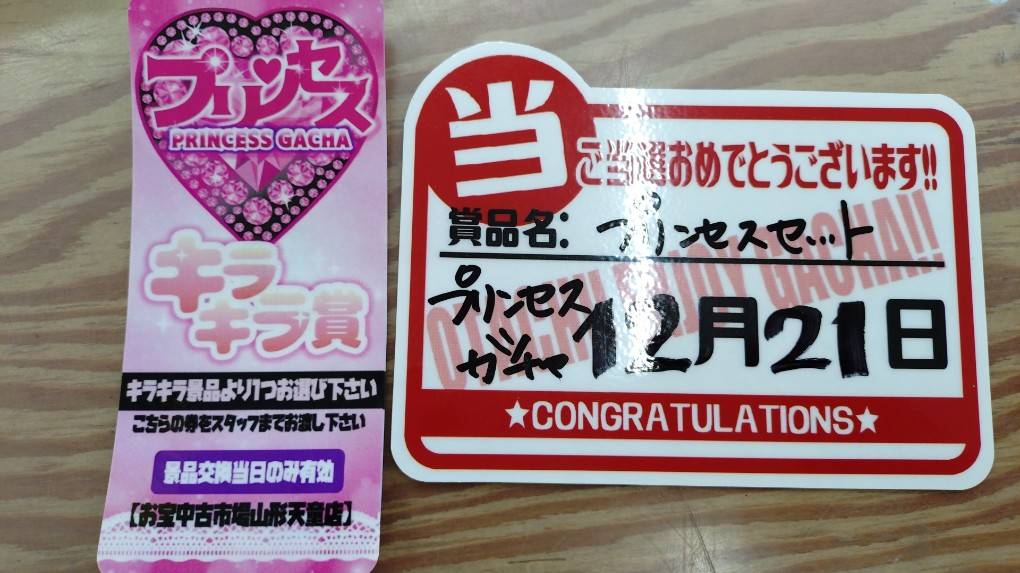 プリンセス
PRINCESS GACHA
キラ
キラ賞
キラキラ景品より1つお選び下さい
こちらの券をスタッフまでお渡し下さい
景品交換当日のみ有効
【お宝中古市場山形天童店】
当
ご当選おめでとうございます!!
賞品名: プリンセスセット
プリンセス
ガチャ
12月21日
GACHA!!
★CONGRATULATIONS★